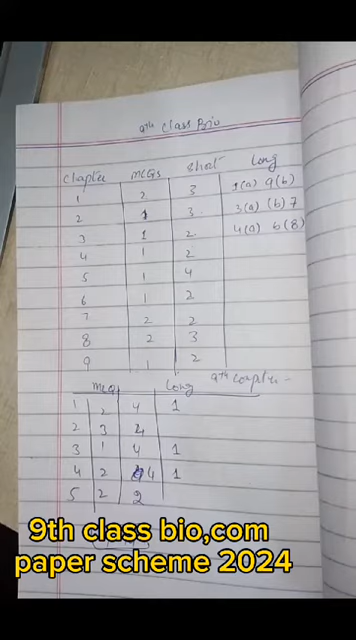 9th class Bio
Chapter MCQs Short Long
1 2 3 1(a) 9(b)
2 1 3 3(a) (b)7
3 1 2 4(a) b(8)
4 1 2
5 1 4
6 1 2
7 2 2
8 2 3
9 1 2
9th computer
MCQ Long
1 2 4 1
2 3 4
3 1 4 1
4 2 4 1
5 2 2
9th class bio,com
paper scheme 2024